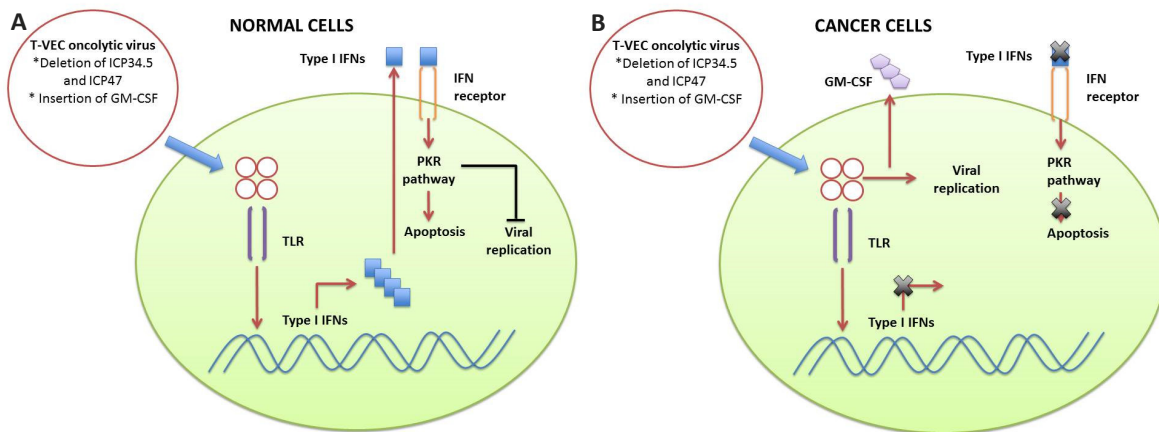 A
NORMAL CELLS
T-VEC oncolytic virus
*Deletion of ICP34.5
and ICP47
* Insertion of GM-CSF
Type I IFNs
IFN
receptor
PKR
pathway
Apoptosis
Viral
replication
TLR
Type I IFNs
B
CANCER CELLS
T-VEC oncolytic virus
*Deletion of ICP34.5
and ICP47
* Insertion of GM-CSF
GM-CSF
Type I IFNs
IFN
receptor
Viral
replication
PKR
pathway
Apoptosis
TLR
Type I IFNs